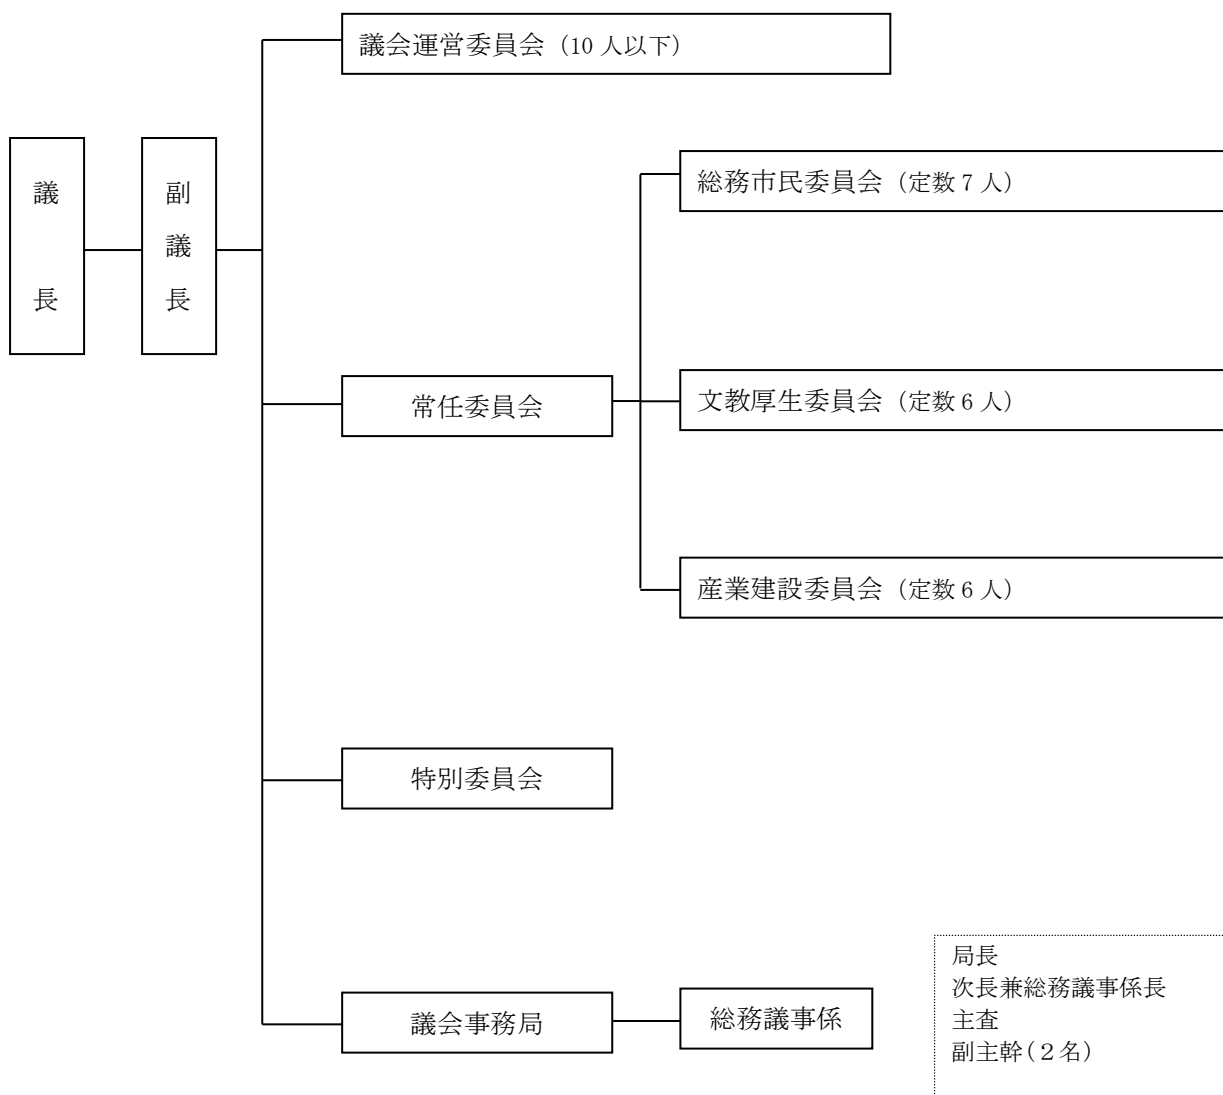 議会運営委員会（10人以下）
議長
副議長
総務市民委員会（定数7人）
常任委員会
文教厚生委員会（定数6人）
産業建設委員会（定数6人）
特別委員会
議会事務局
総務議事係
局長
次長兼総務議事係長
主査
副主幹（２名）